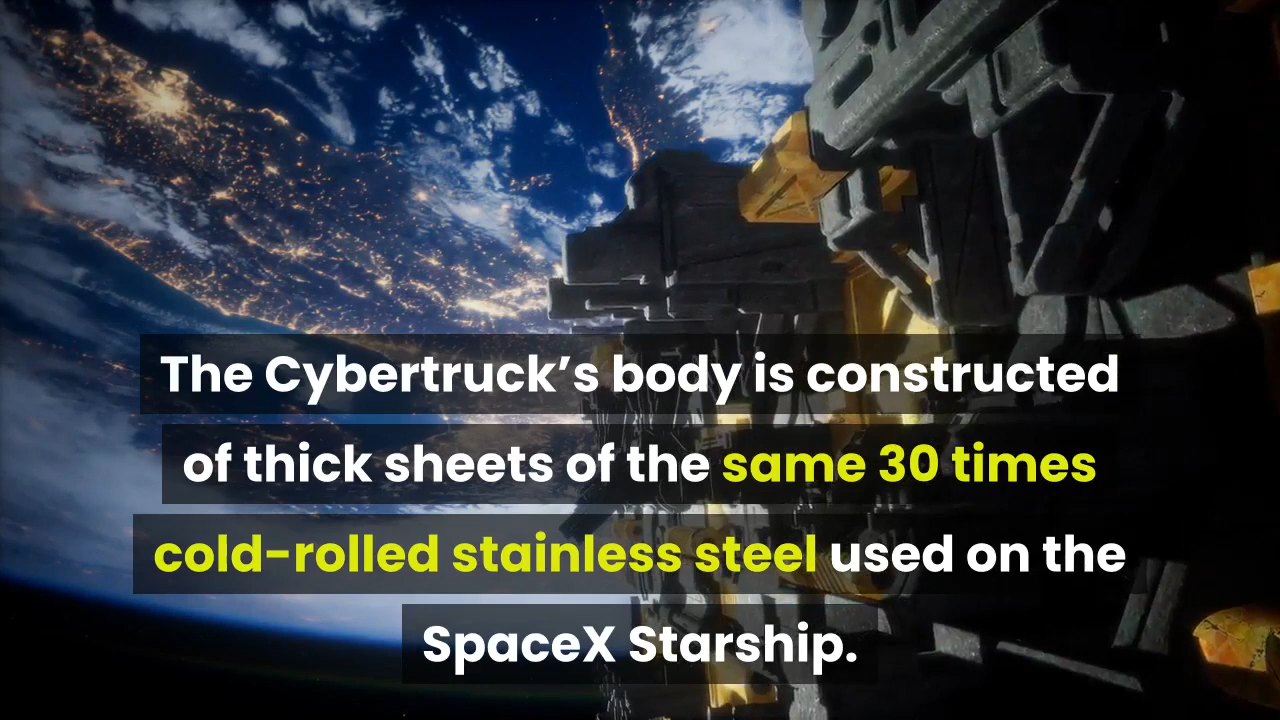 The Cybertruck’s body is constructed
of thick sheets of the same 30 times
cold-rolled stainless steel used on the
SpaceX Starship.